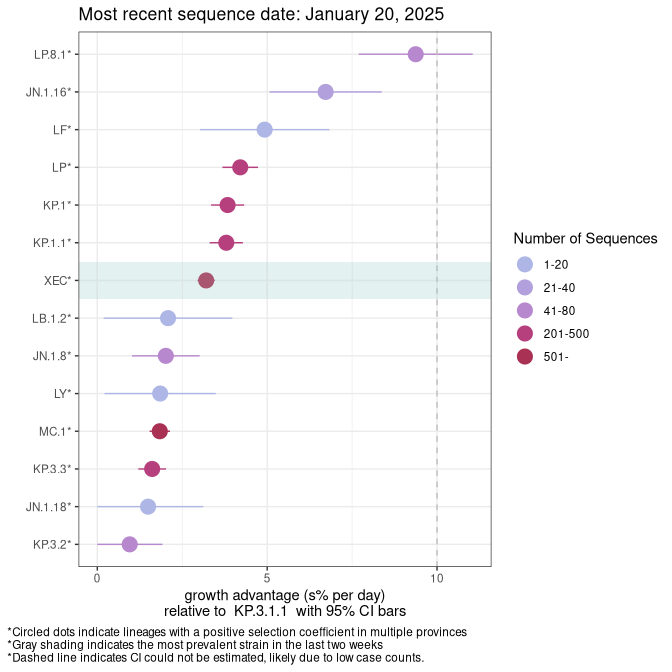 Most recent sequence date: January 20, 2025
LP.8.1*
JN.1.16*
LF*
LP*
KP.1*
KP.1.1*
XEC*
LB.1.2*
JN.1.8*
LY*
MC.1*
KP.3.3*
JN.1.18*
KP.3.2*
0 5 10
growth advantage (s% per day)
relative to KP.3.1.1 with 95% CI bars
Number of Sequences
1-20
21-40
41-80
201-500
501-
*Circled dots indicate lineages with a positive selection coefficient in multiple provinces
*Gray shading indicates the most prevalent strain in the last two weeks
*Dashed line indicates CI could not be estimated, likely due to low case counts.